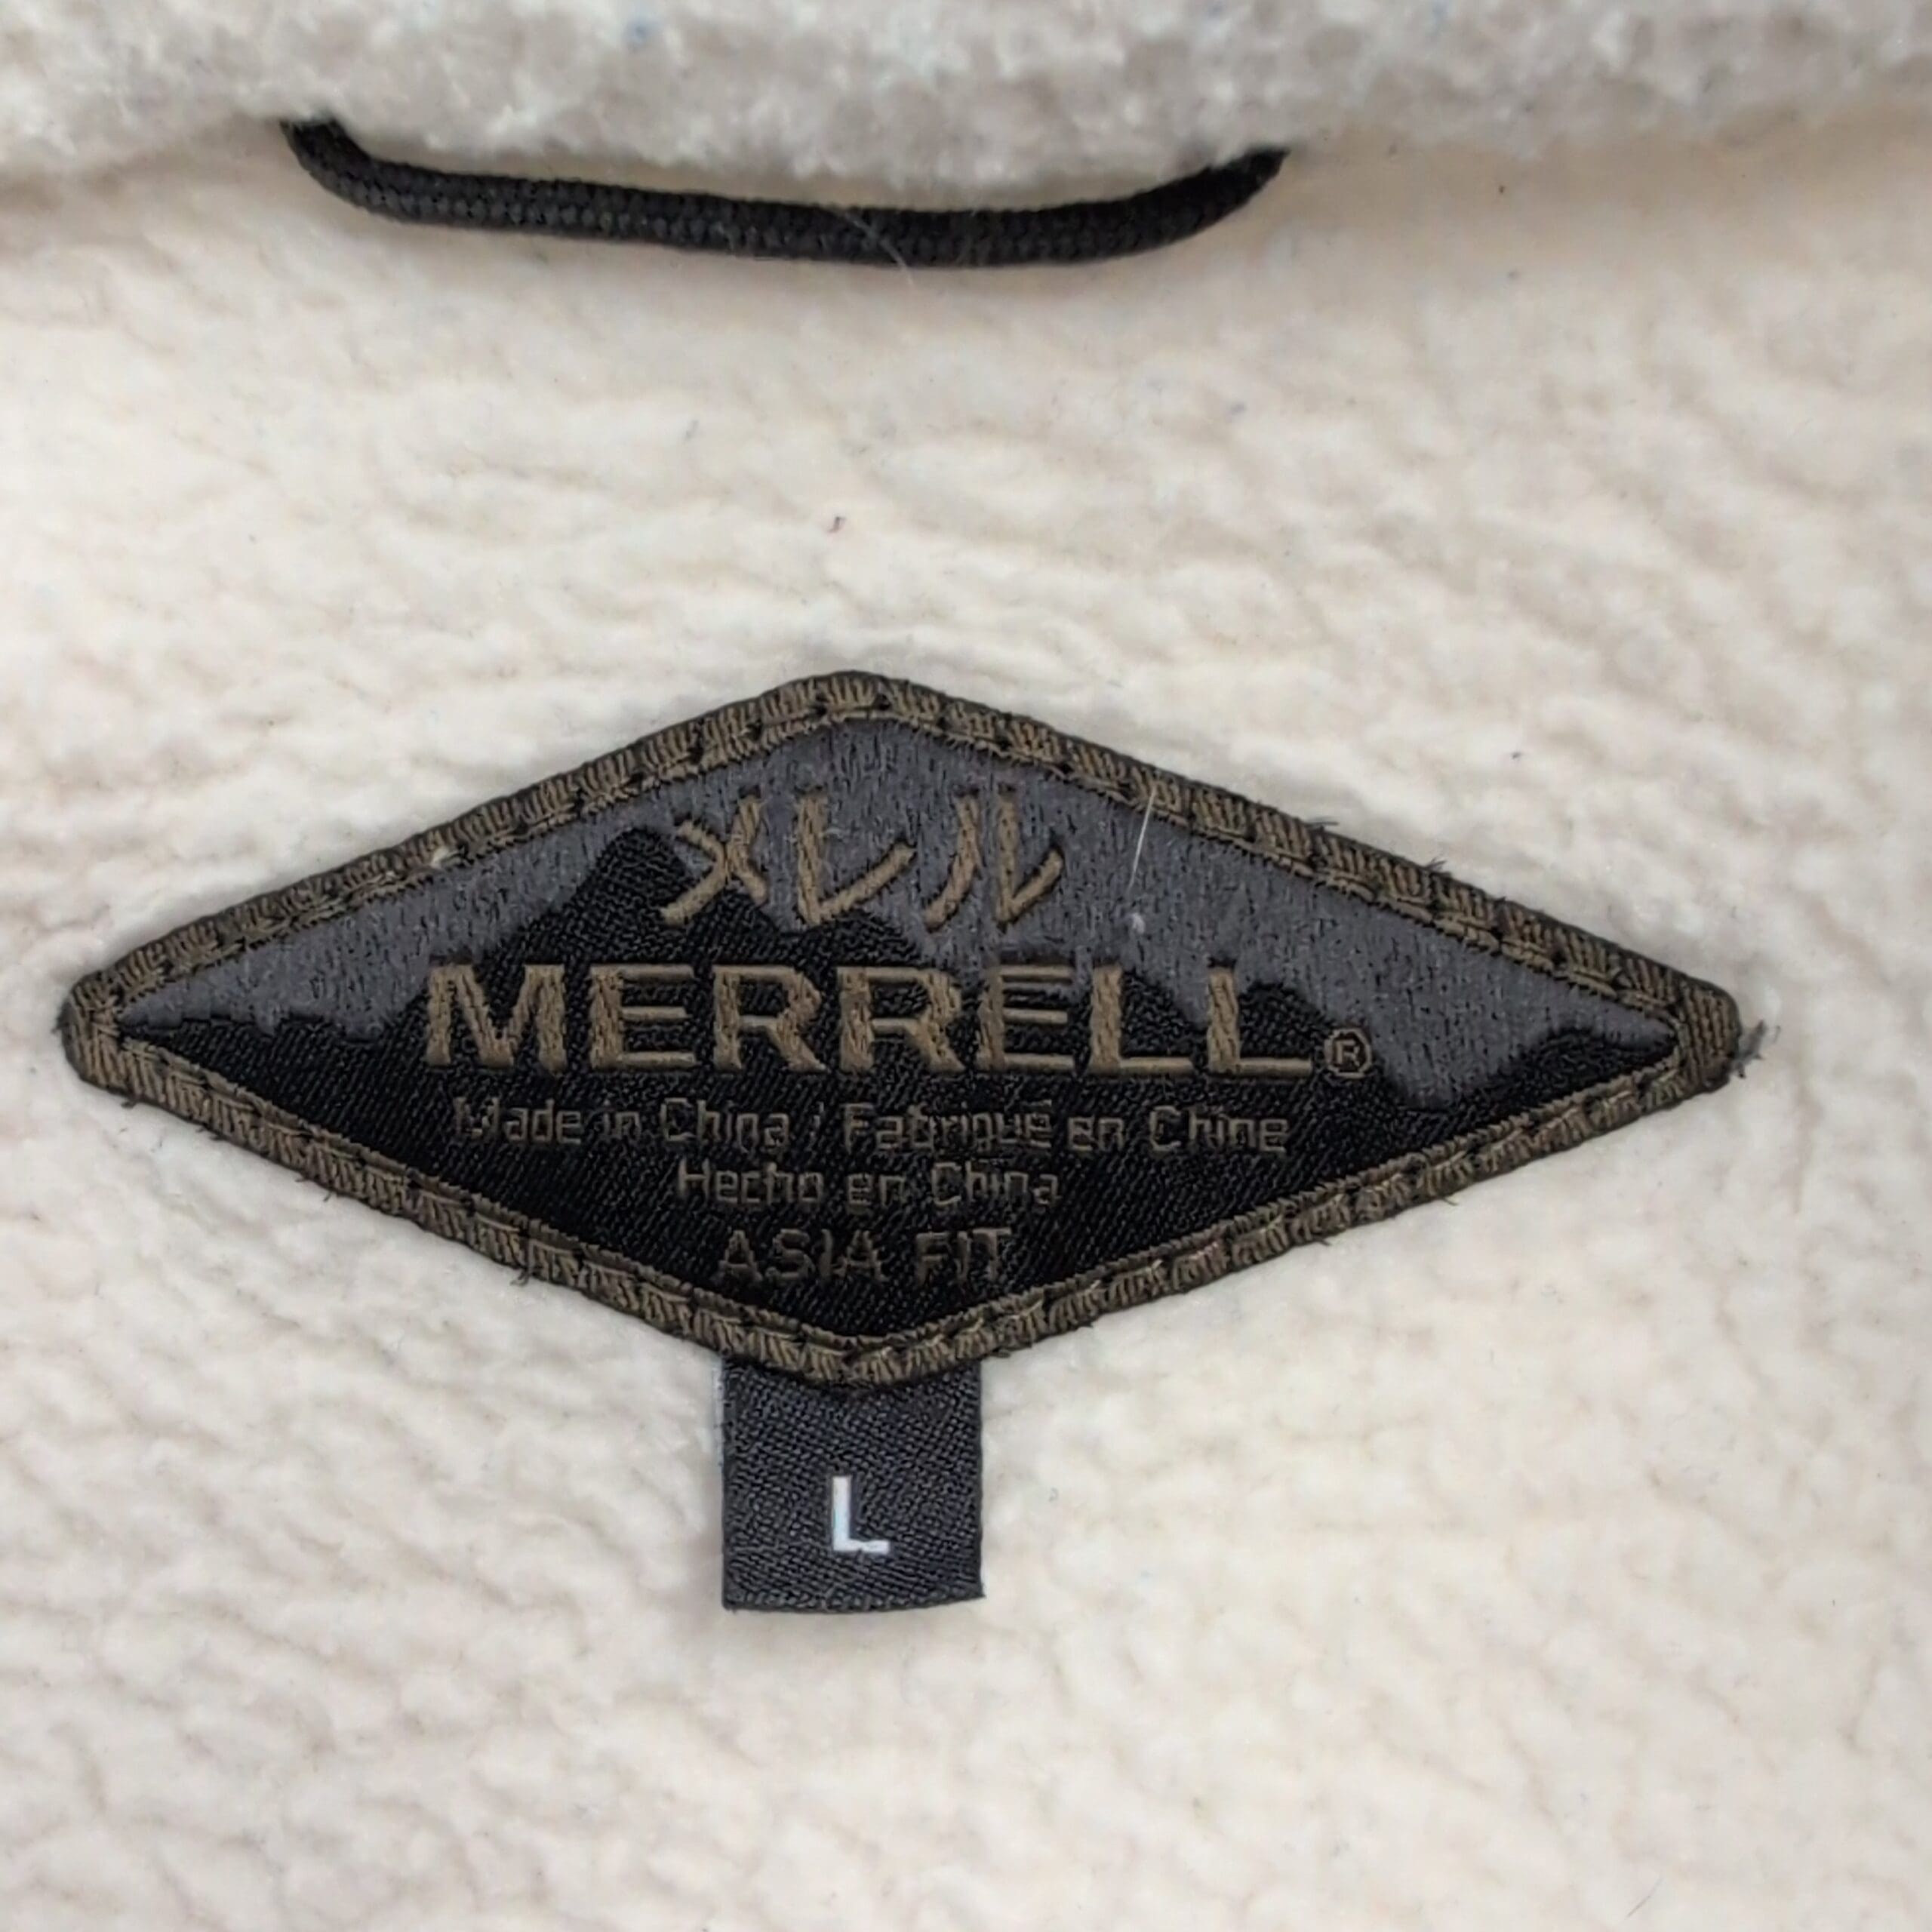 メレル
MERRELL®
Made in China / Fabriqué en Chine
Hecho en China
ASIA FIT
L